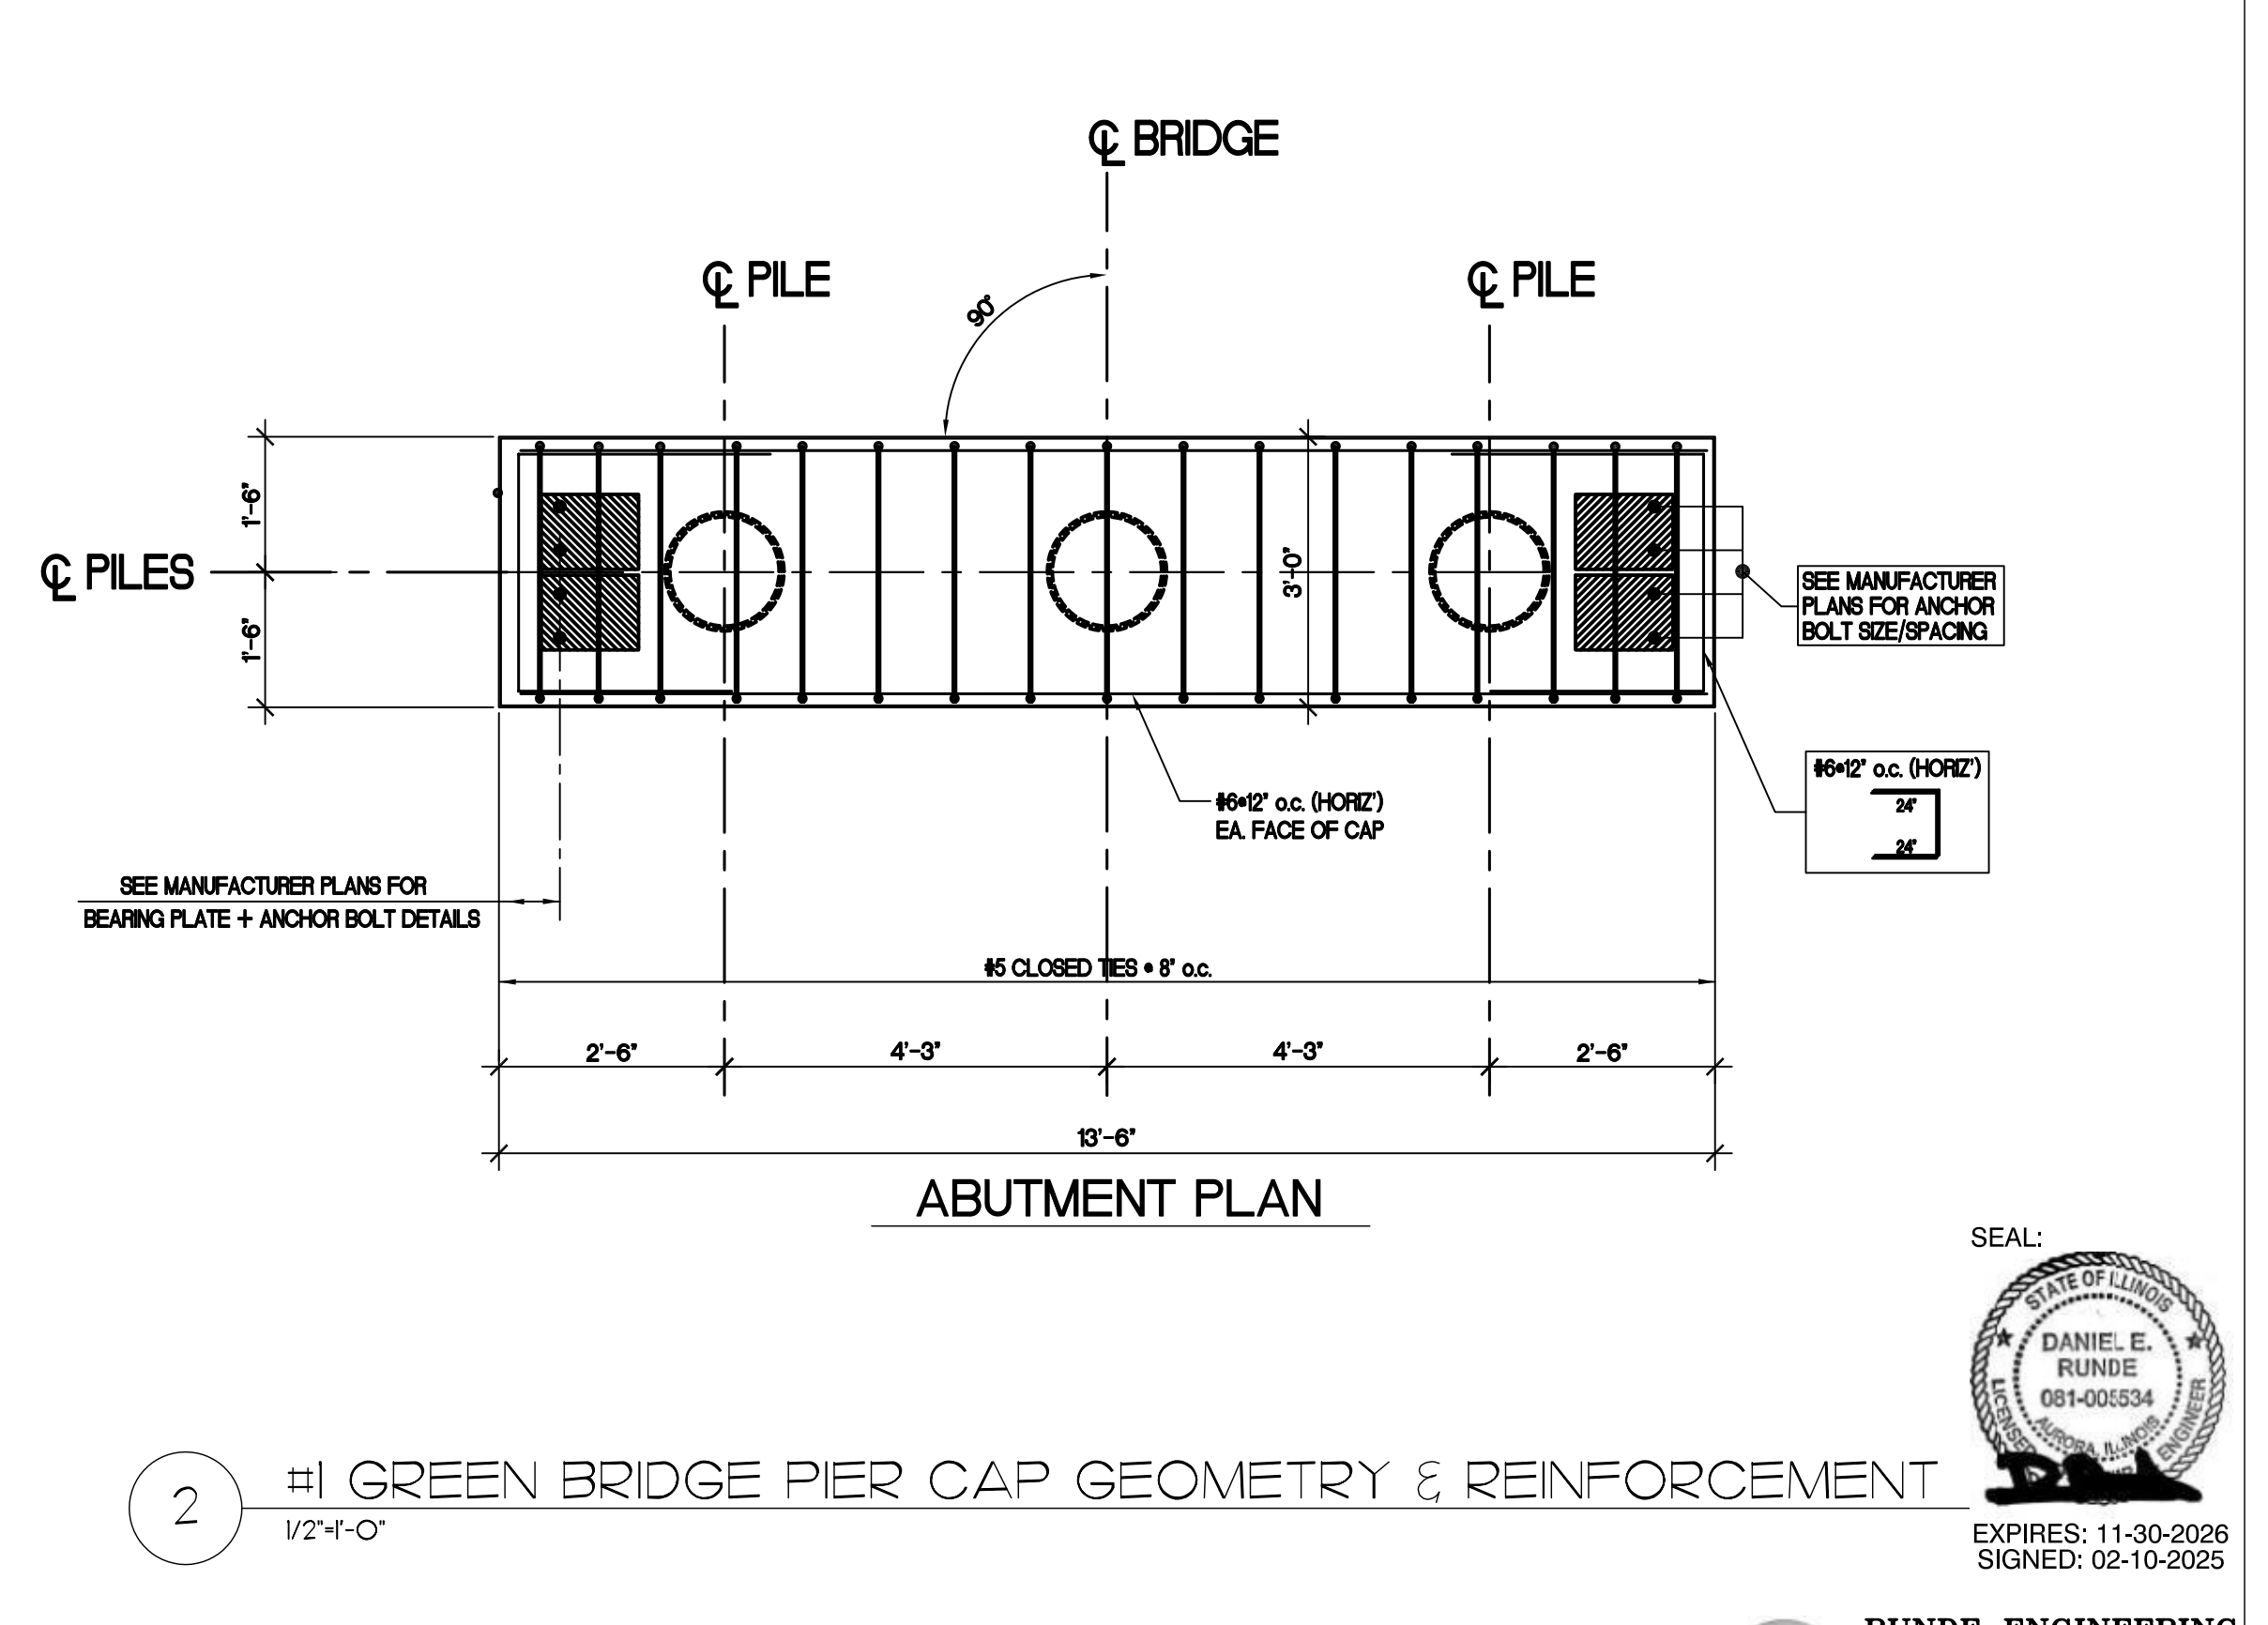 ℄ BRIDGE
℄ PILE
℄ PILE
90°
1'-6"
℄ PILES
1'-6"
3'-0"
SEE MANUFACTURER
PLANS FOR ANCHOR
BOLT SIZE/SPACING
#6@12" o.c. (HORIZ')
24"
24"
#6@12" o.c. (HORIZ')
EA. FACE OF CAP
SEE MANUFACTURER PLANS FOR
BEARING PLATE + ANCHOR BOLT DETAILS
#5 CLOSED TIES @ 8" o.c.
2'-6"
4'-3"
4'-3"
2'-6"
13'-6"
ABUTMENT PLAN
SEAL:
STATE OF ILLINOIS
DANIEL E.
RUNDE
081-005534
AURORA, ILLINOIS
LICENSED
ENGINEER
2
#1 GREEN BRIDGE PIER CAP GEOMETRY & REINFORCEMENT
1/2"=1'-0"
EXPIRES: 11-30-2026
SIGNED: 02-10-2025
RUNDE ENGINEERING